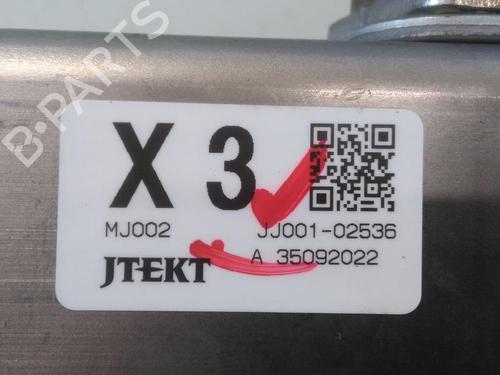 B-PARTS
X 3
MJ002 JJ001-02536
JTEKT A 35092022